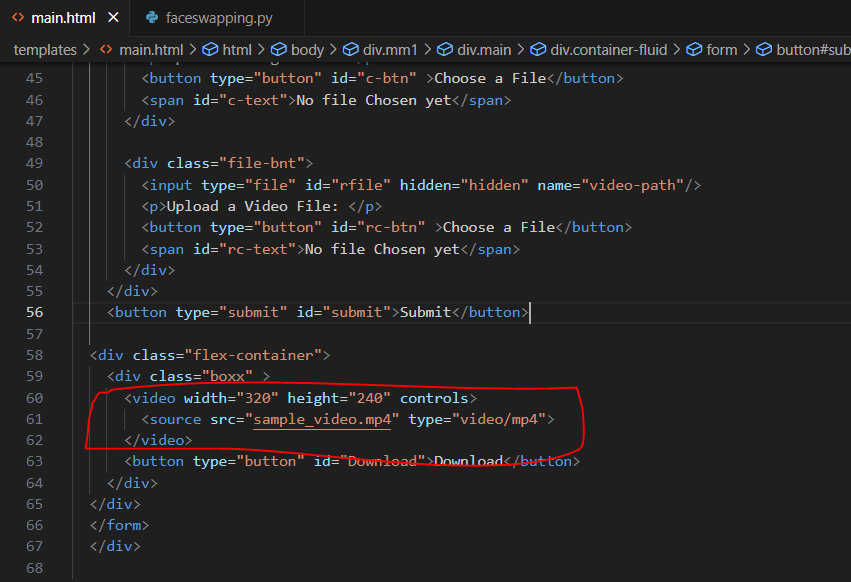 main.html
faceswapping.py
templates > main.html > html > body > div.mm1 > div.main > div.container-fluid > form > button#sub
45 <button type="button" id="c-btn" >Choose a File</button>
46 <span id="c-text">No file Chosen yet</span>
47 </div>
48
49 <div class="file-bnt">
50 <input type="file" id="rfile" hidden="hidden" name="video-path"/>
51 <p>Upload a Video File: </p>
52 <button type="button" id="rc-btn" >Choose a File</button>
53 <span id="rc-text">No file Chosen yet</span>
54 </div>
55 </div>
56 <button type="submit" id="submit">Submit</button>
57
58 <div class="flex-container">
59 <div class="boxx" >
60 <video width="320" height="240" controls>
61 <source src="sample_video.mp4" type="video/mp4">
62 </video>
63 <button type="button" id="Download">Download</button>
64 </div>
65 </div>
66 </form>
67 </div>
68